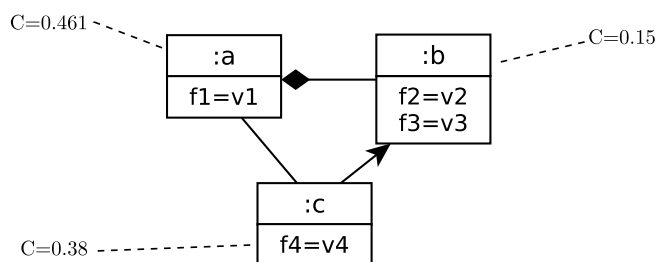 C=0.461
:a
f1=v1
:b
f2=v2
f3=v3
C=0.15
:c
f4=v4
C=0.38